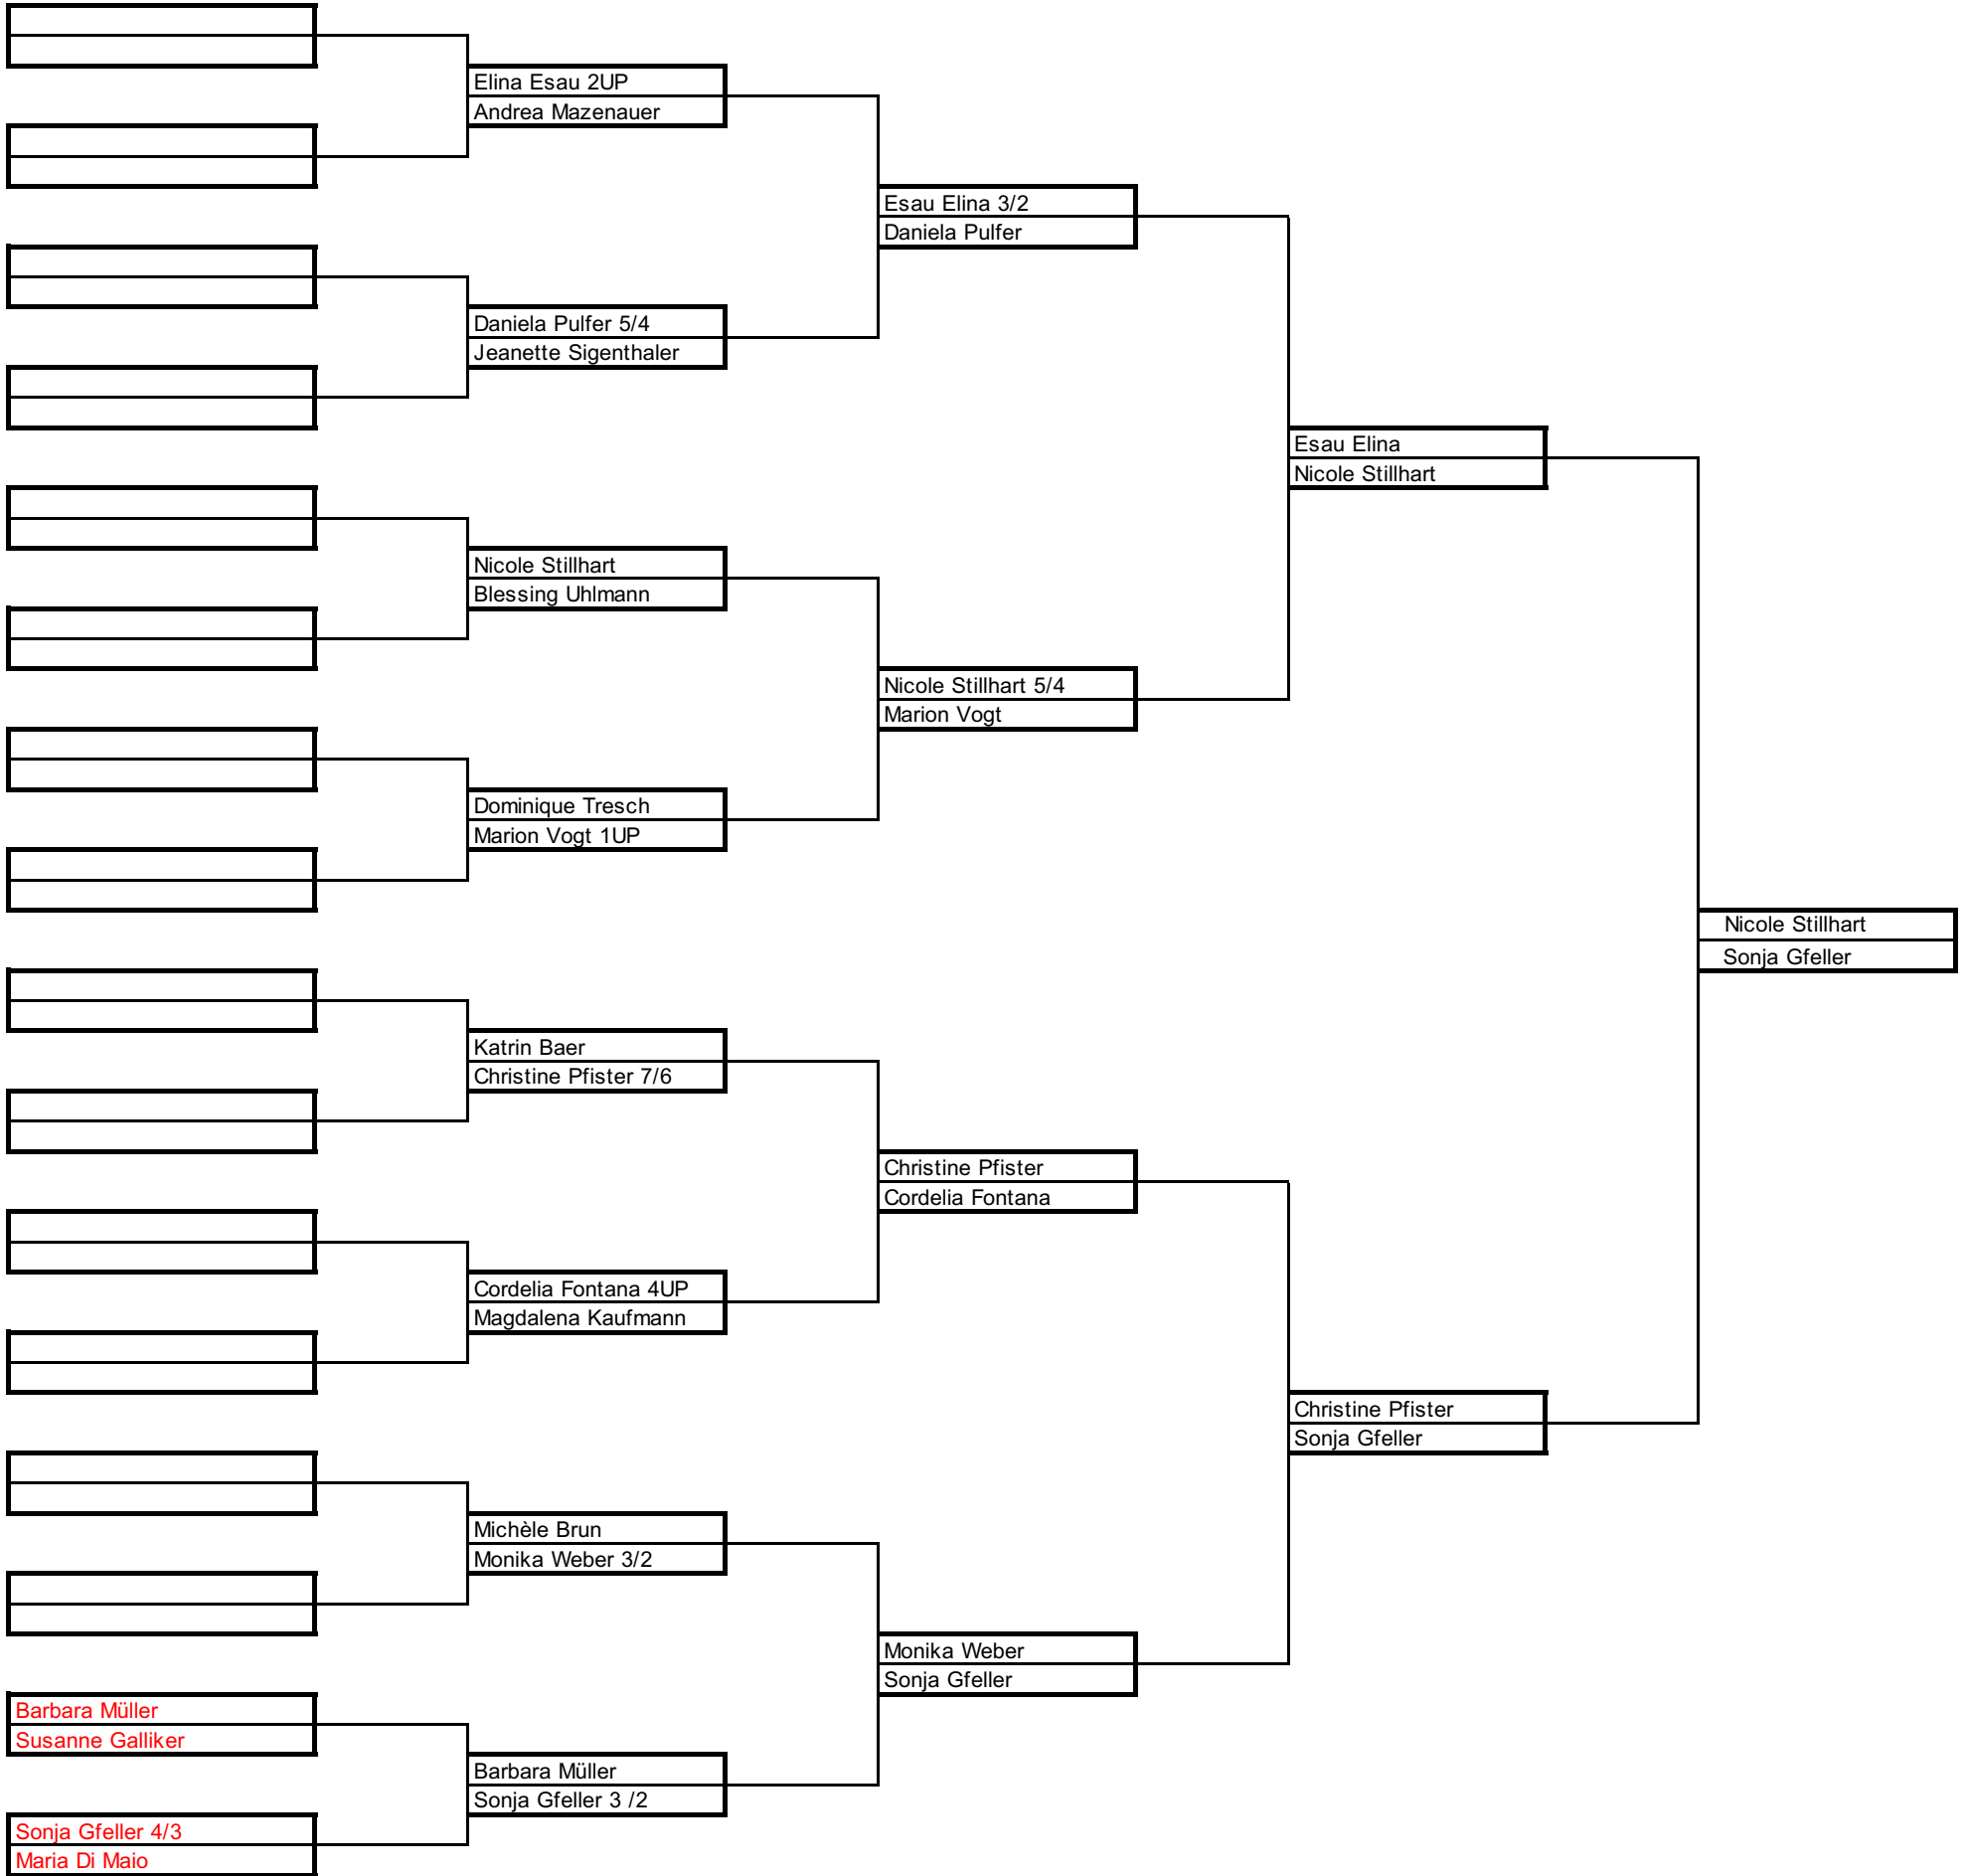 Elina Esau 2UP
Andrea Mazenauer
Esau Elina 3/2
Daniela Pulfer
Daniela Pulfer 5/4
Jeanette Sigenthaler
Esau Elina
Nicole Stillhart
Nicole Stillhart
Blessing Uhlmann
Nicole Stillhart 5/4
Marion Vogt
Dominique Tresch
Marion Vogt 1UP
Nicole Stillhart
Sonja Gfeller
Katrin Baer
Christine Pfister 7/6
Christine Pfister
Cordelia Fontana
Cordelia Fontana 4UP
Magdalena Kaufmann
Christine Pfister
Sonja Gfeller
Michèle Brun
Monika Weber 3/2
Monika Weber
Sonja Gfeller
Barbara Müller
Susanne Galliker
Barbara Müller
Sonja Gfeller 3 /2
Sonja Gfeller 4/3
Maria Di Maio